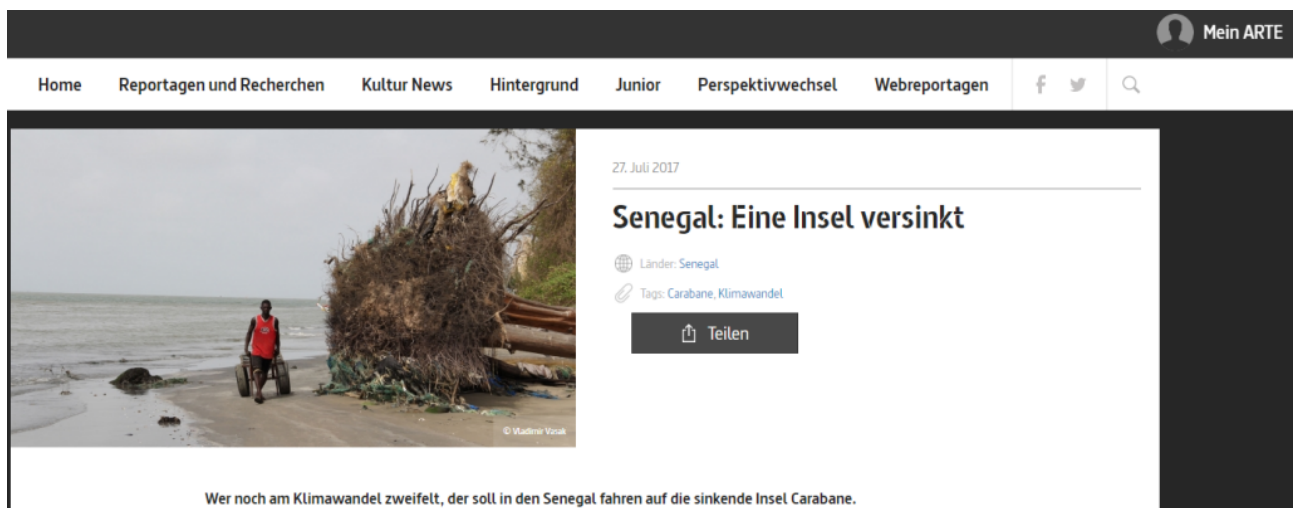 Mein ARTE
Home Reportagen und Recherchen Kultur News Hintergrund Junior Perspektivwechsel Webreportagen
27. Juli 2017
Senegal: Eine Insel versinkt
Länder: Senegal
Tags: Carabane, Klimawandel
Teilen
© Vladimir Vasak
Wer noch am Klimawandel zweifelt, der soll in den Senegal fahren auf die sinkende Insel Carabane.